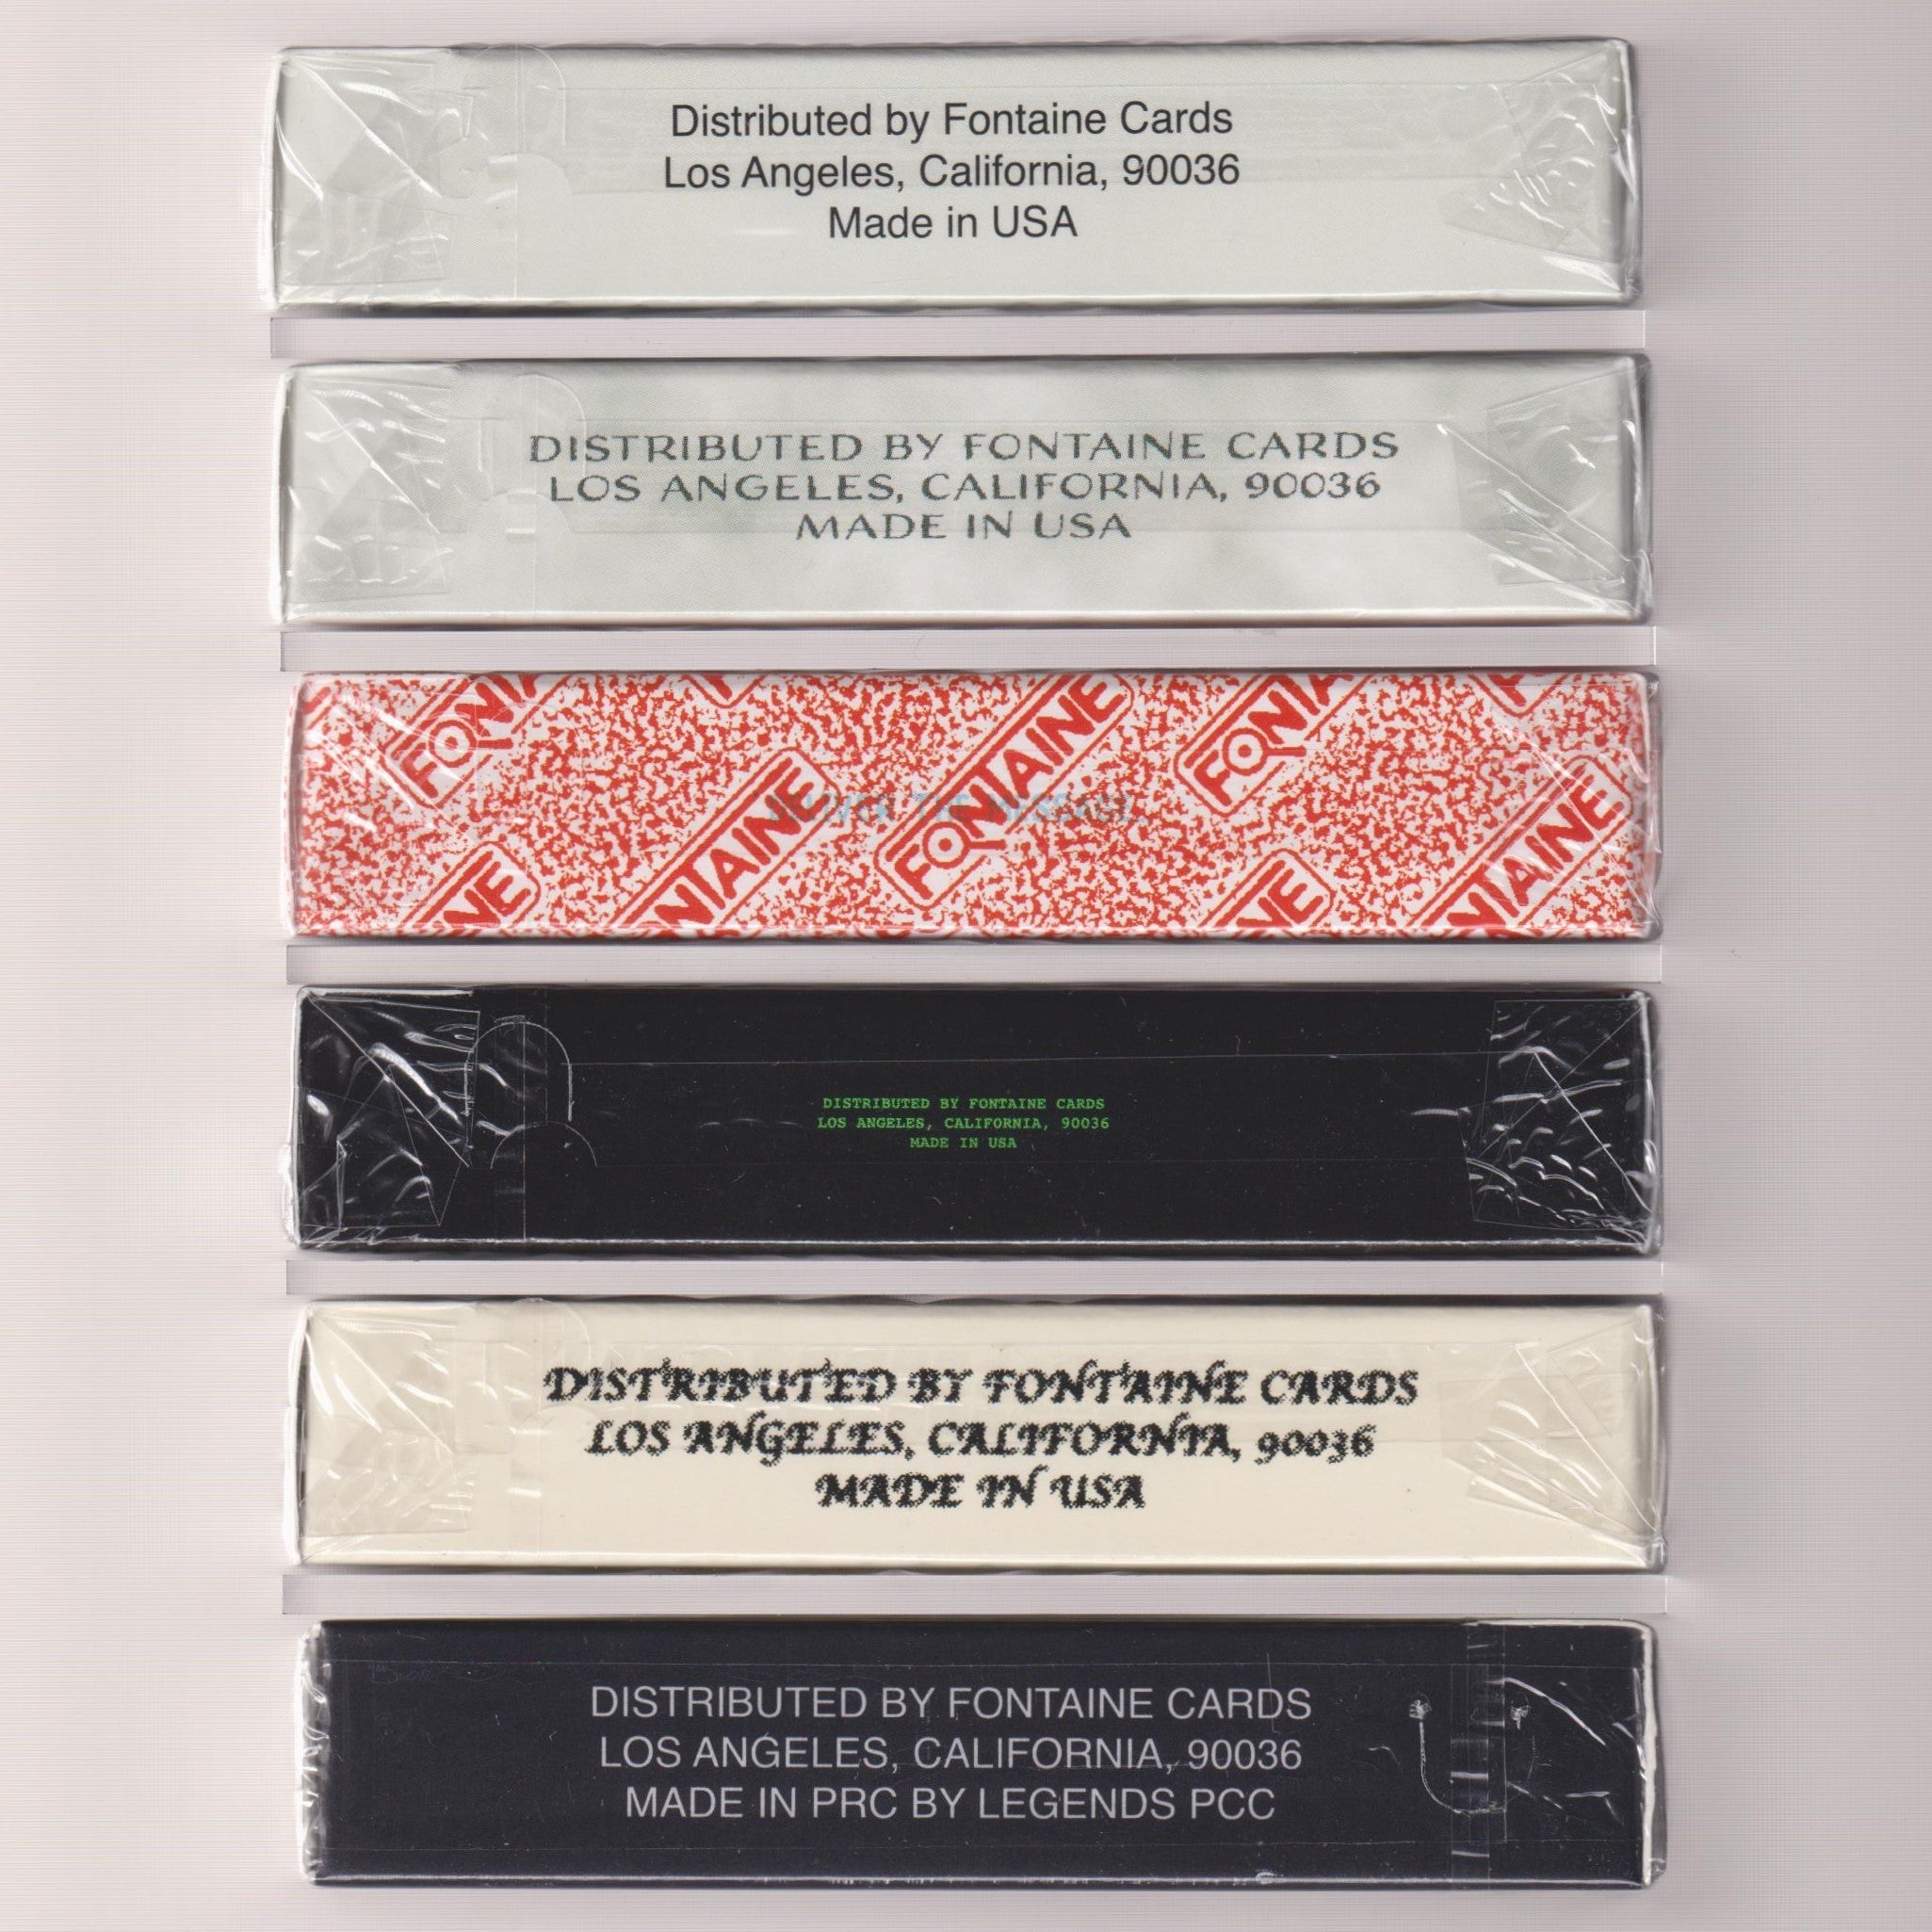 Distributed by Fontaine Cards
Los Angeles, California, 90036
Made in USA
DISTRIBUTED BY FONTAINE CARDS
LOS ANGELES, CALIFORNIA, 90036
MADE IN USA
FONTAINE
DELIVER THE MESSAGE
DISTRIBUTED BY FONTAINE CARDS
LOS ANGELES, CALIFORNIA, 90036
MADE IN USA
DISTRIBUTED BY FONTAINE CARDS
LOS ANGELES, CALIFORNIA, 90036
MADE IN USA
DISTRIBUTED BY FONTAINE CARDS
LOS ANGELES, CALIFORNIA, 90036
MADE IN PRC BY LEGENDS PCC